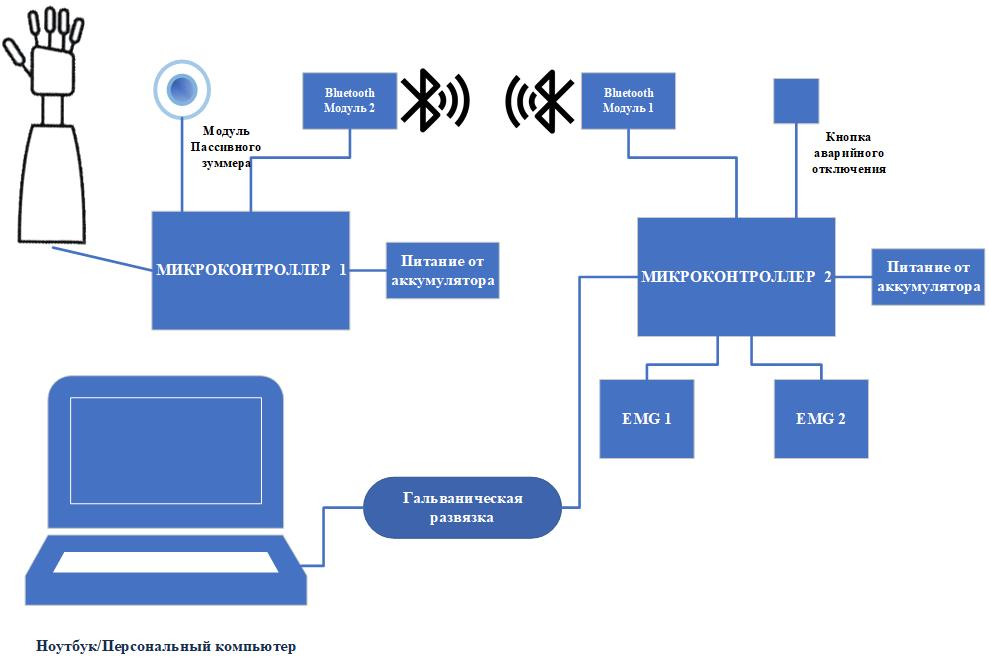 Bluetooth
Модуль 2
Bluetooth
Модуль 1
Модуль
Пассивного
зуммера
Кнопка
аварийного
отключения
МИКРОКОНТРОЛЛЕР 1
Питание от
аккумулятора
МИКРОКОНТРОЛЛЕР 2
Питание от
аккумулятора
EMG 1
EMG 2
Гальваническая
развязка
Ноутбук/Персональный компьютер